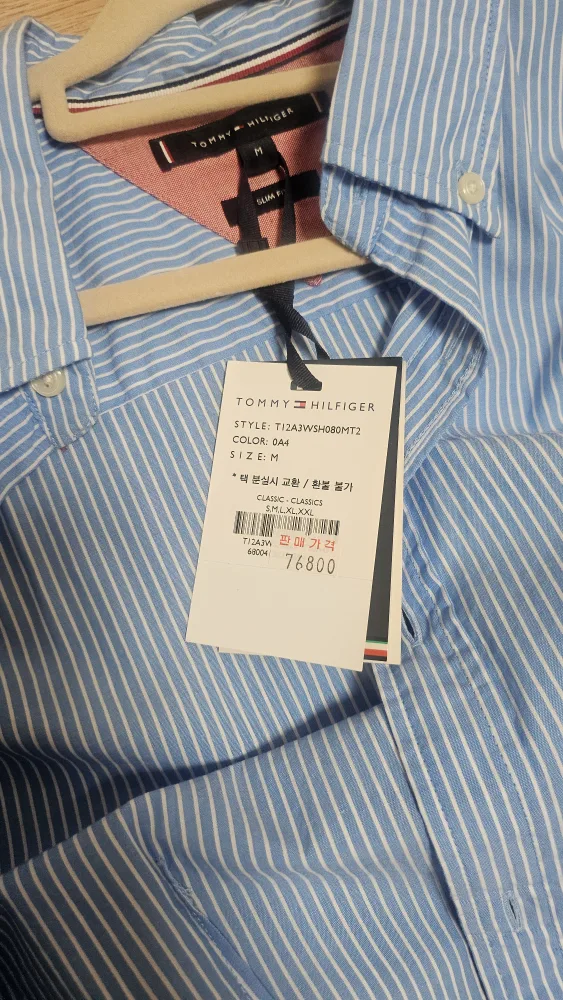 TOMMY HILFIGER
M
SLIM
TOMMY HILFIGER
STYLE: T12A3WSH080MT2
COLOR: 0A4
SIZE: M
* 택 분실시 교환 / 환불 불가
CLASSIC - CLASSICS
S,M,L,XL,XXL
T12A3W
68004
판매가격
76800